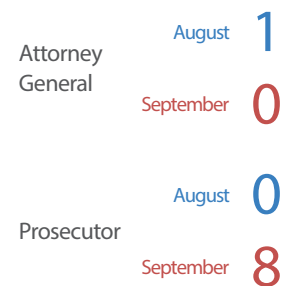 Attorney General
August 1
September 0
Prosecutor
August 0
September 8